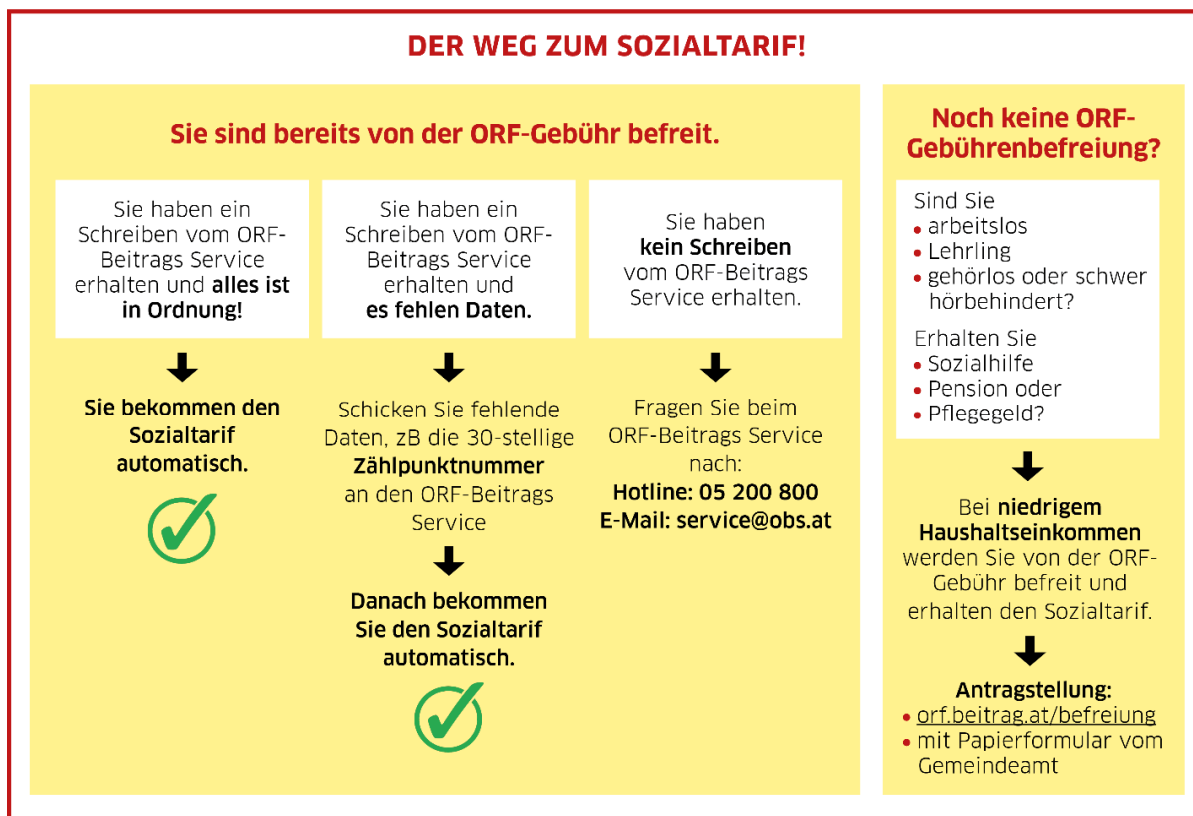 DER WEG ZUM SOZIALTARIF!
Sie sind bereits von der ORF-Gebühr befreit.
Sie haben ein
Schreiben vom ORF-
Beitrags Service
erhalten und alles ist
in Ordnung!
Sie bekommen den
Sozialtarif
automatisch.
Sie haben ein
Schreiben vom ORF-
Beitrags Service
erhalten und
es fehlen Daten.
Schicken Sie fehlende
Daten, zB die 30-stellige
Zählpunktnummer
an den ORF-Beitrags
Service
Danach bekommen
Sie den Sozialtarif
automatisch.
Sie haben
kein Schreiben
vom ORF-Beitrags
Service erhalten.
Fragen Sie beim
ORF-Beitrags Service
nach:
Hotline: 05 200 800
E-Mail: service@obs.at
Noch keine ORF-
Gebührenbefreiung?
Sind Sie
• arbeitslos
• Lehrling
• gehörlos oder schwer
hörbehindert?
Erhalten Sie
• Sozialhilfe
• Pension oder
• Pflegegeld?
Bei niedrigem
Haushaltseinkommen
werden Sie von der ORF-
Gebühr befreit und
erhalten den Sozialtarif.
Antragstellung:
• orf.beitrag.at/befreiung
• mit Papierformular vom
Gemeindeamt